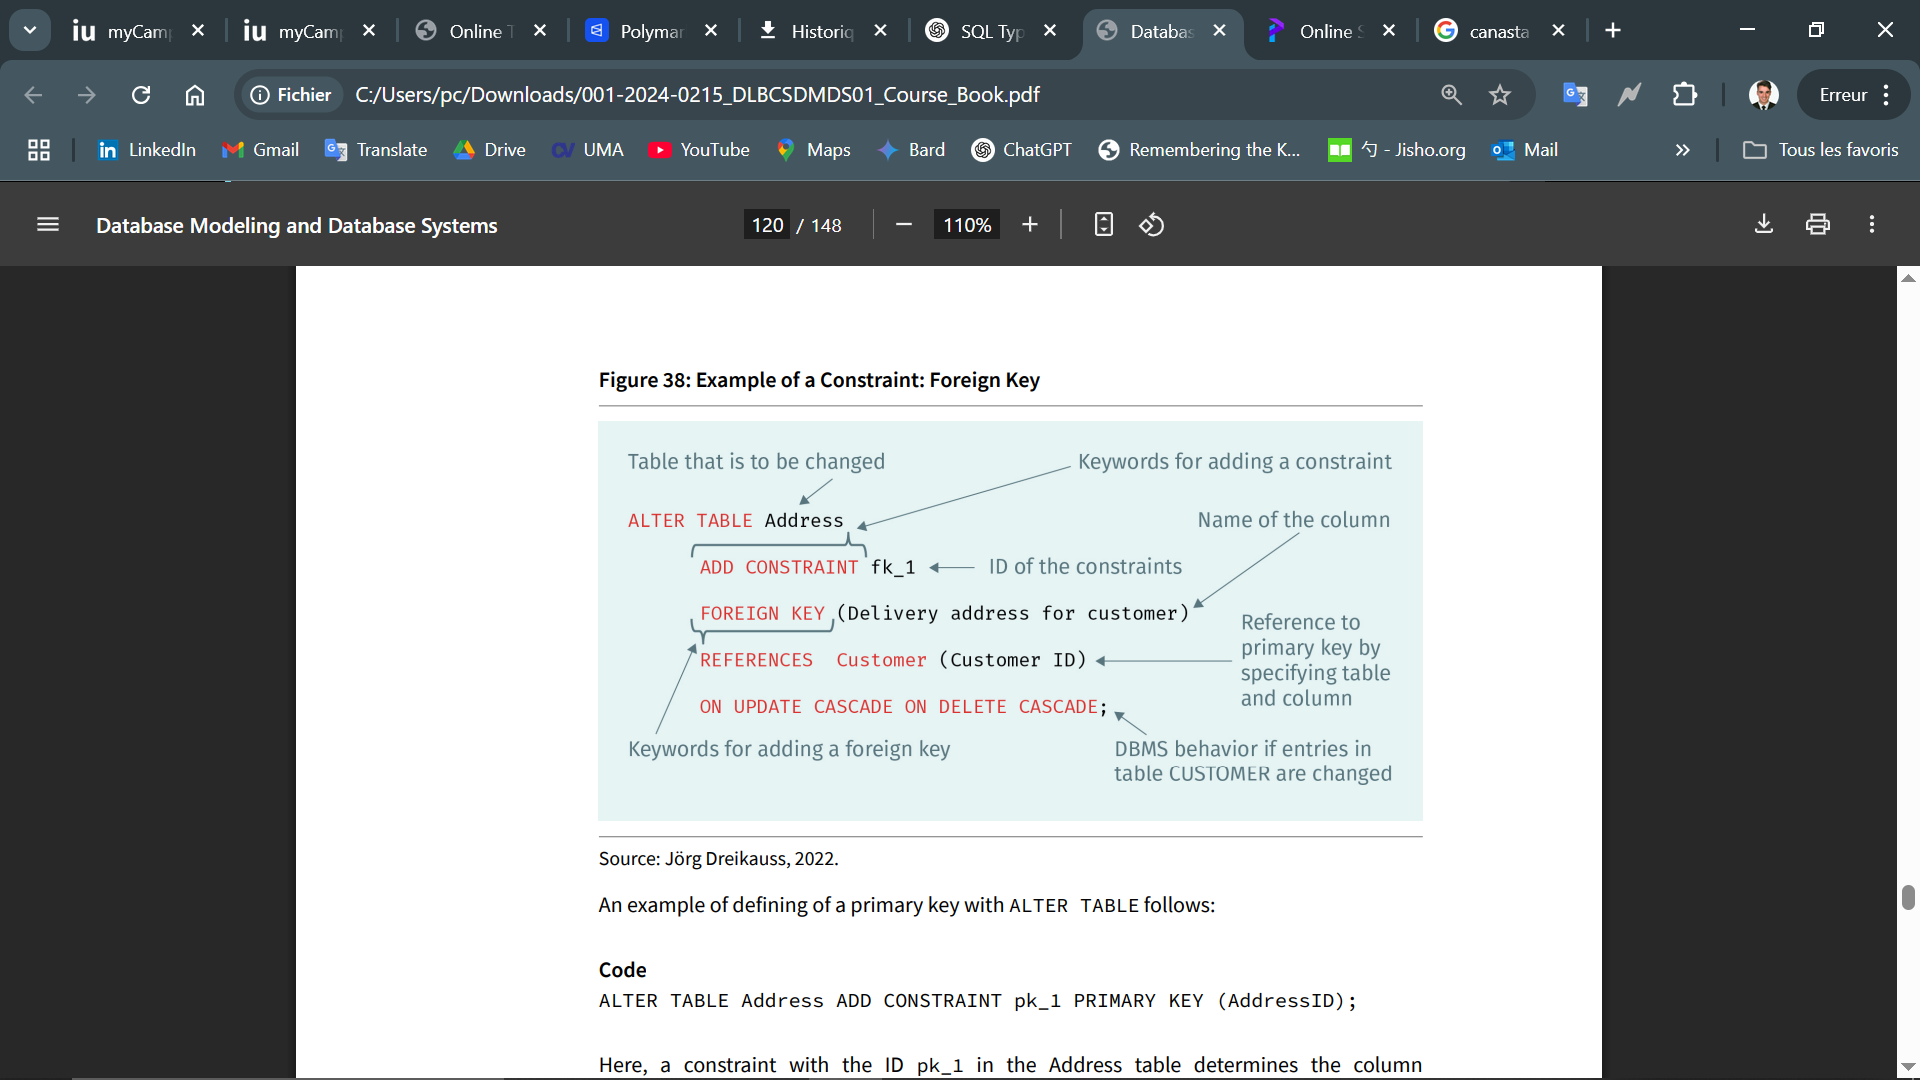 myCam
myCam
Online T
Polymar
Historiq
SQL Typ
Databas
Online S
canasta
Fichier
C:/Users/pc/Downloads/001-2024-0215_DLBCSDMDS01_Course_Book.pdf
Erreur
LinkedIn
Gmail
Translate
Drive
UMA
YouTube
Maps
Bard
ChatGPT
Remembering the K...
勹 - Jisho.org
Mail
Tous les favoris
Database Modeling and Database Systems
120 / 148
110%
Figure 38: Example of a Constraint: Foreign Key
Table that is to be changed
Keywords for adding a constraint
ALTER TABLE Address
Name of the column
ADD CONSTRAINT fk_1
ID of the constraints
FOREIGN KEY (Delivery address for customer)
Reference to
primary key by
specifying table
and column
REFERENCES Customer (Customer ID)
ON UPDATE CASCADE ON DELETE CASCADE;
Keywords for adding a foreign key
DBMS behavior if entries in
table CUSTOMER are changed
Source: Jörg Dreikauss, 2022.
An example of defining of a primary key with ALTER TABLE follows:
Code
ALTER TABLE Address ADD CONSTRAINT pk_1 PRIMARY KEY (AddressID);
Here, a constraint with the ID pk_1 in the Address table determines the column